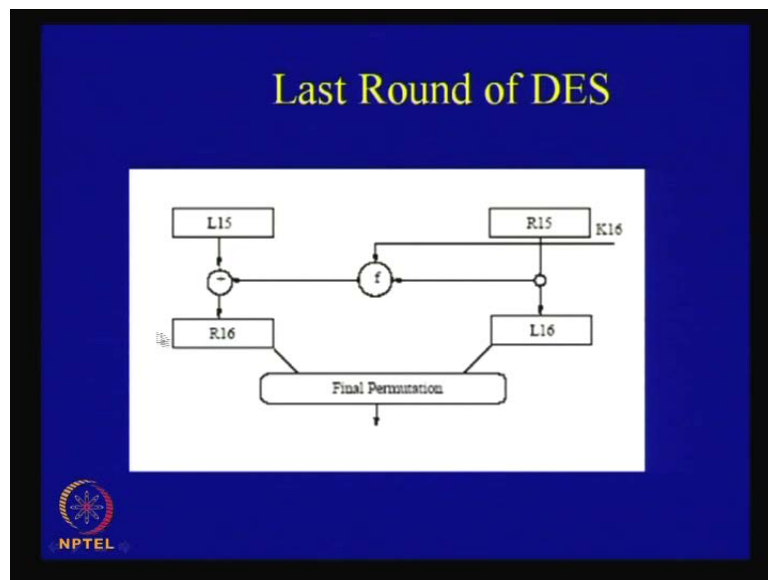 Last Round of DES
L15
R15
K16
f
R16
L16
Final Permutation
NPTEL